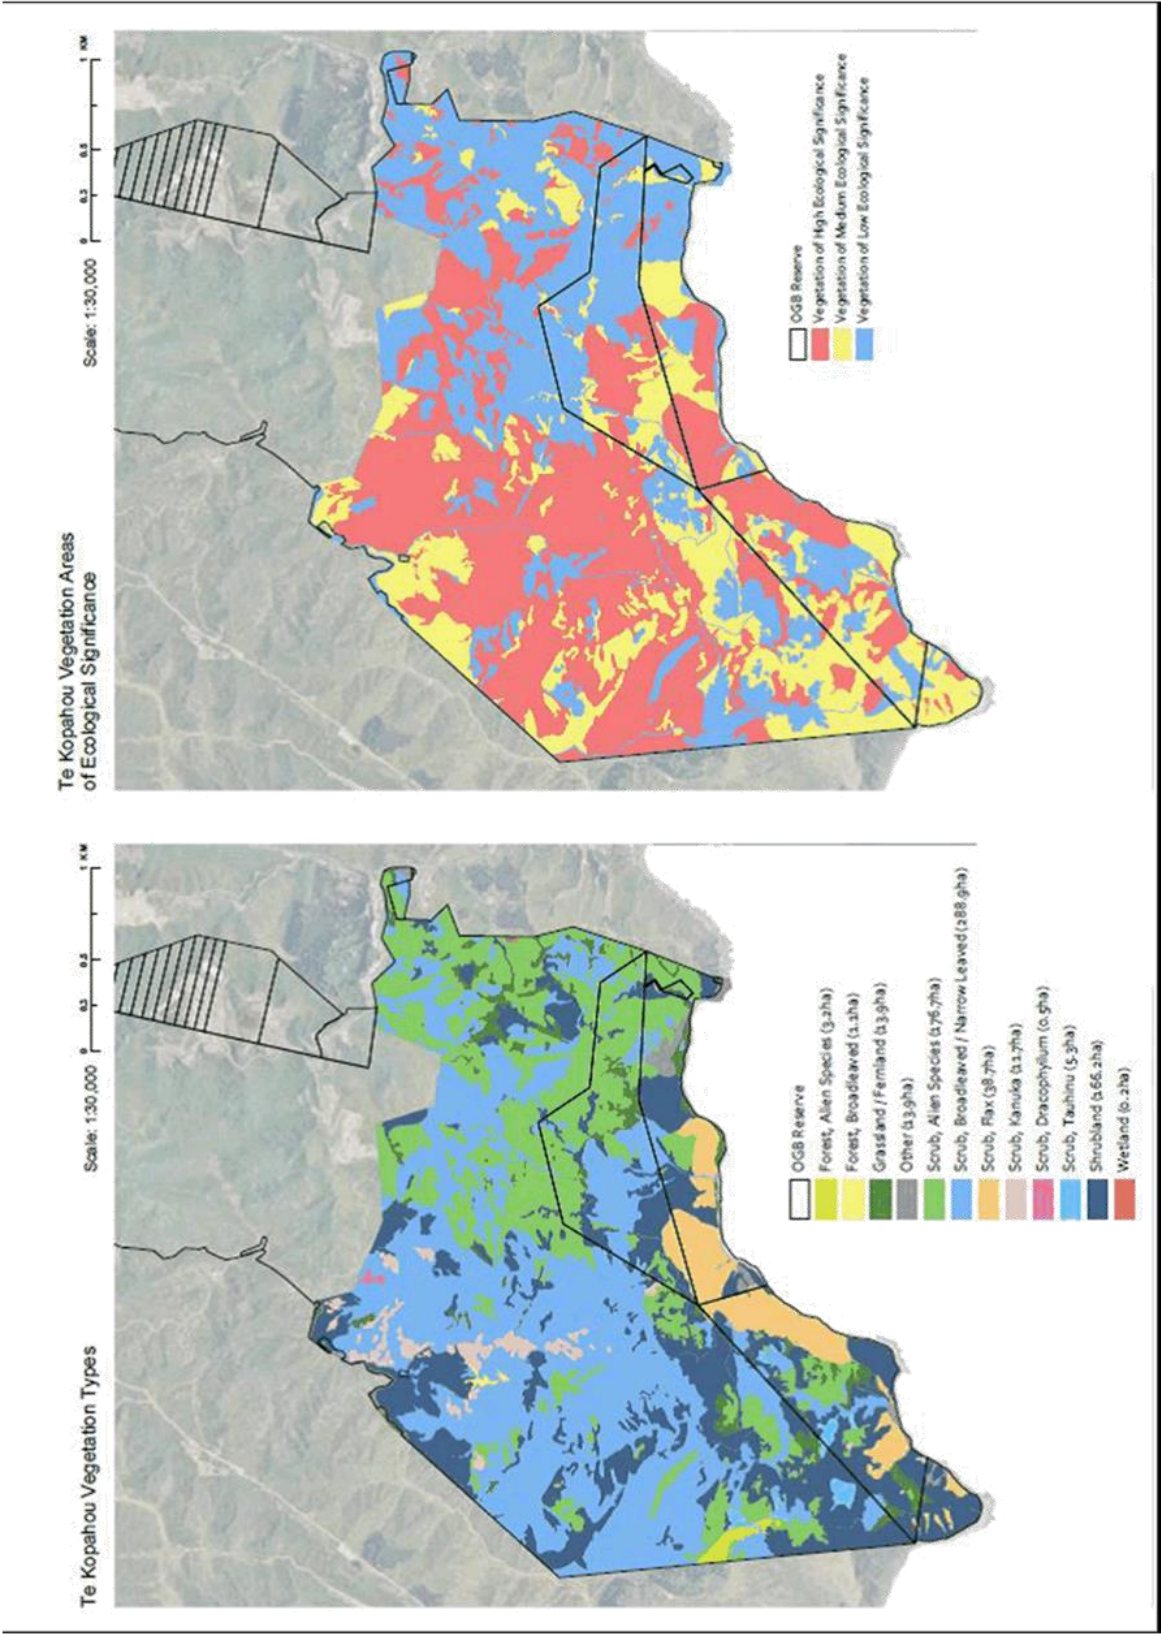 Te Kopahou Vegetation Types
Scale: 1:30,000
0 0.3 0.5 1 KM
OGB Reserve
Forest, Alien Species (3.2ha)
Forest, Broadleaved (1.1ha)
Grassland / Fernland (13.9ha)
Other (13.9ha)
Scrub, Alien Species (176.7ha)
Scrub, Broadleaved / Narrow Leaved (288.9ha)
Scrub, Flax (38.7ha)
Scrub, Kanuka (11.7ha)
Scrub, Dracophyllum (0.5ha)
Scrub, Tauhinu (5.3ha)
Shrubland (166.2ha)
Wetland (0.2ha)
Te Kopahou Vegetation Areas
of Ecological Significance
Scale: 1:30,000
0 0.3 0.5 1 KM
OGB Reserve
Vegetation of High Ecological Significance
Vegetation of Medium Ecological Significance
Vegetation of Low Ecological Significance